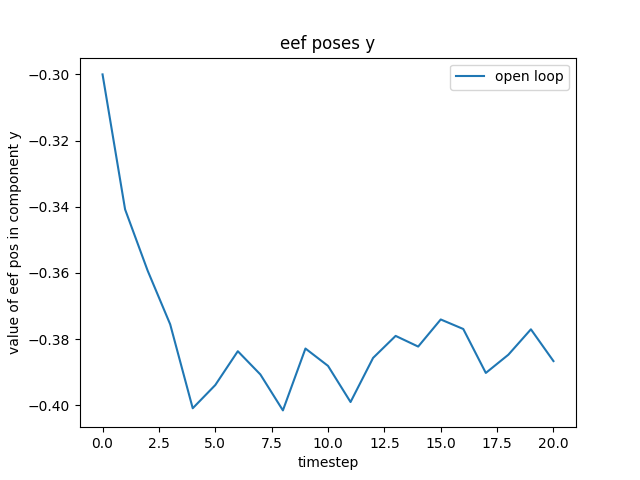 eef poses y
open loop
value of eef pos in component y
−0.30
−0.32
−0.34
−0.36
−0.38
−0.40
0.0 2.5 5.0 7.5 10.0 12.5 15.0 17.5 20.0
timestep